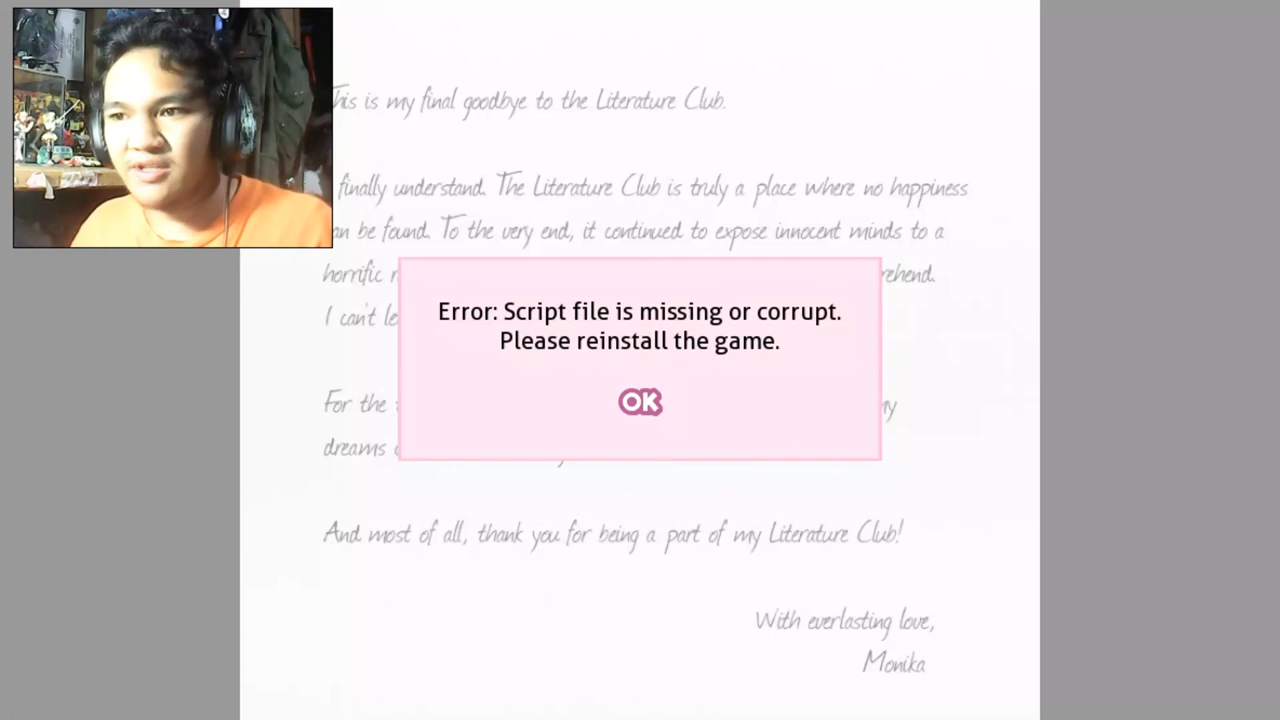 This is my final goodbye to the Literature Club.
finally understand. The Literature Club is truly a place where no happiness
an be found. To the very end, it continued to expose innocent minds to a
horrific
I can't
For the
dreams
Error: Script file is missing or corrupt.
Please reinstall the game.
OK
And most of all, thank you for being a part of my Literature Club!
With everlasting love,
Monika